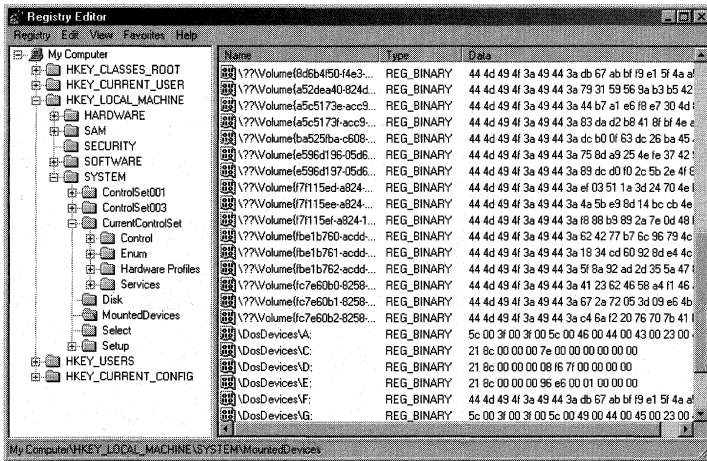 Registry Editor
Registry Edit View Favorites Help
My Computer
HKEY_CLASSES_ROOT
HKEY_CURRENT_USER
HKEY_LOCAL_MACHINE
HARDWARE
SAM
SECURITY
SOFTWARE
SYSTEM
ControlSet001
ControlSet003
CurrentControlSet
Control
Enum
Hardware Profiles
Services
Disk
MountedDevices
Select
Setup
HKEY_USERS
HKEY_CURRENT_CONFIG
Name Type Data
\??\Volume{8d6b4f50-f4e3-... REG_BINARY 44 4d 49 4f 3a 49 44 3a db 67 ab bf f9 e1 5f 4a
\??\Volume{a52dea40-824d... REG_BINARY 44 4d 49 4f 3a 49 44 3a 79 31 59 56 9a b3 b5 42
\??\Volume{a5c5173e-acc9... REG_BINARY 44 4d 49 4f 3a 49 44 3a 44 b7 a1 e6 f8 e7 30 4d
\??\Volume{a5c5173f-acc9-... REG_BINARY 44 4d 49 4f 3a 49 44 3a 83 da d2 b8 41 8f bf 4e
\??\Volume{ba525fba-c608-... REG_BINARY 44 4d 49 4f 3a 49 44 3a dc b0 0f 63 dc 26 ba 45
\??\Volume{e596d196-05d6... REG_BINARY 44 4d 49 4f 3a 49 44 3a 75 8d a9 25 4e fe 37 42
\??\Volume{e596d197-05d6... REG_BINARY 44 4d 49 4f 3a 49 44 3a 89 dc d0 f0 2c 5b 2e 4f
\??\Volume{f7f115ed-a824-... REG_BINARY 44 4d 49 4f 3a 49 44 3a ef 03 51 1a 3d 24 70 4e
\??\Volume{f7f115ee-a824-... REG_BINARY 44 4d 49 4f 3a 49 44 3a 4a 5b e9 8d 14 bc cb 4e
\??\Volume{f7f115ef-a824-1... REG_BINARY 44 4d 49 4f 3a 49 44 3a f8 88 b9 89 2a 7e 0d 48
\??\Volume{fbe1b760-acdd-... REG_BINARY 44 4d 49 4f 3a 49 44 3a 62 42 77 b7 6c 96 79 4c
\??\Volume{fbe1b761-acdd-... REG_BINARY 44 4d 49 4f 3a 49 44 3a 18 34 cd 60 92 8d e4 4c
\??\Volume{fbe1b762-acdd-... REG_BINARY 44 4d 49 4f 3a 49 44 3a 5f 8a 92 ad 2d 35 5a 47
\??\Volume{fc7e60b0-8258-... REG_BINARY 44 4d 49 4f 3a 49 44 3a 41 23 62 46 58 a4 f1 46
\??\Volume{fc7e60b1-8258-... REG_BINARY 44 4d 49 4f 3a 49 44 3a 67 2a 72 05 3d 09 e6 4b
\??\Volume{fc7e60b2-8258-... REG_BINARY 44 4d 49 4f 3a 49 44 3a c4 6a f2 20 76 70 7b 41
\DosDevices\A: REG_BINARY 5c 00 3f 00 3f 00 5c 00 46 00 44 00 43 00 23 00
\DosDevices\C: REG_BINARY 21 8c 00 00 00 7e 00 00 00 00 00 00
\DosDevices\D: REG_BINARY 21 8c 00 00 00 08 f6 7f 00 00 00 00
\DosDevices\E: REG_BINARY 21 8c 00 00 00 96 e6 00 01 00 00 00
\DosDevices\F: REG_BINARY 44 4d 49 4f 3a 49 44 3a db 67 ab bf f9 e1 5f 4a
\DosDevices\G: REG_BINARY 5c 00 3f 00 3f 00 5c 00 49 00 44 00 45 00 23 00
My Computer\HKEY_LOCAL_MACHINE\SYSTEM\MountedDevices